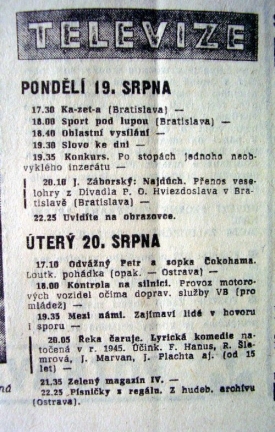 TELEVIZE
PONDĚLÍ 19. SRPNA
17.30 Ka-zet-a (Bratislava) —
18.00 Sport pod lupou (Bratislava) —
18.40 Oblastní vysílání —
19.30 Slovo ke dni —
19.35 Konkurs. Po stopách jednoho neob-
vyklého inzerátu —
20.10 J. Záborský: Najdúch. Přenos vese-
lohry z Divadla P. O. Hviezdoslava v Bra-
tislavě (Bratislava) —
22.25 Uvidíte na obrazovce.
ÚTERÝ 20. SRPNA
17.10 Odvážný Petr a sopka Čokohama.
Loutk. pohádka (opak. — Ostrava) —
18.00 Kontrola na silnici. Provoz motoro-
vých vozidel očima doprav. služby VB (pro
mládež) —
19.35 Mezi námi. Zajímaví lidé v hovoru
i sporu —
20.05 Řeka čaruje. Lyrická komedie na-
točená v r. 1945. Účink. F. Hanus, R. Šla-
mrová, J. Marvan, J. Plachta aj. (od 15
let) —
21.35 Zelený magazín IV. —
22.25 Písničky z regálu. Z hudeb. archívu
(Ostrava).